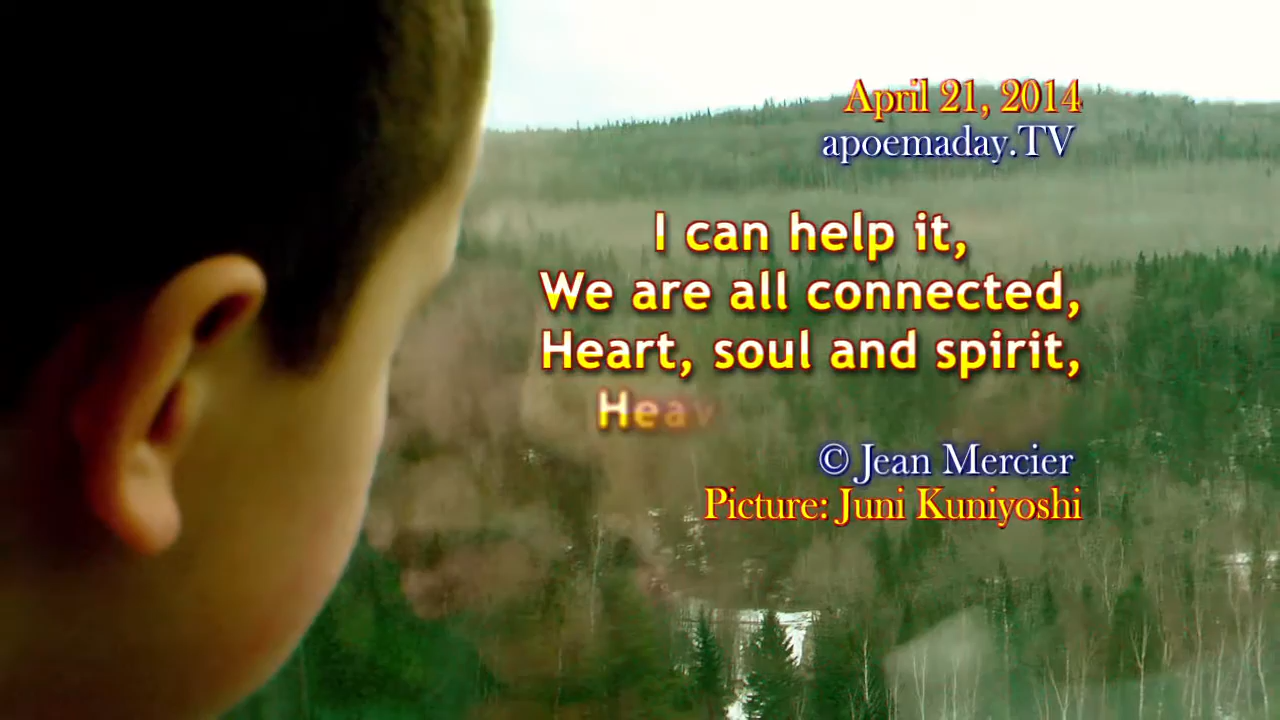 April 21, 2014
apoemaday.TV
I can help it,
We are all connected,
Heart, soul and spirit,
Heav
© Jean Mercier
Picture: Juni Kuniyoshi